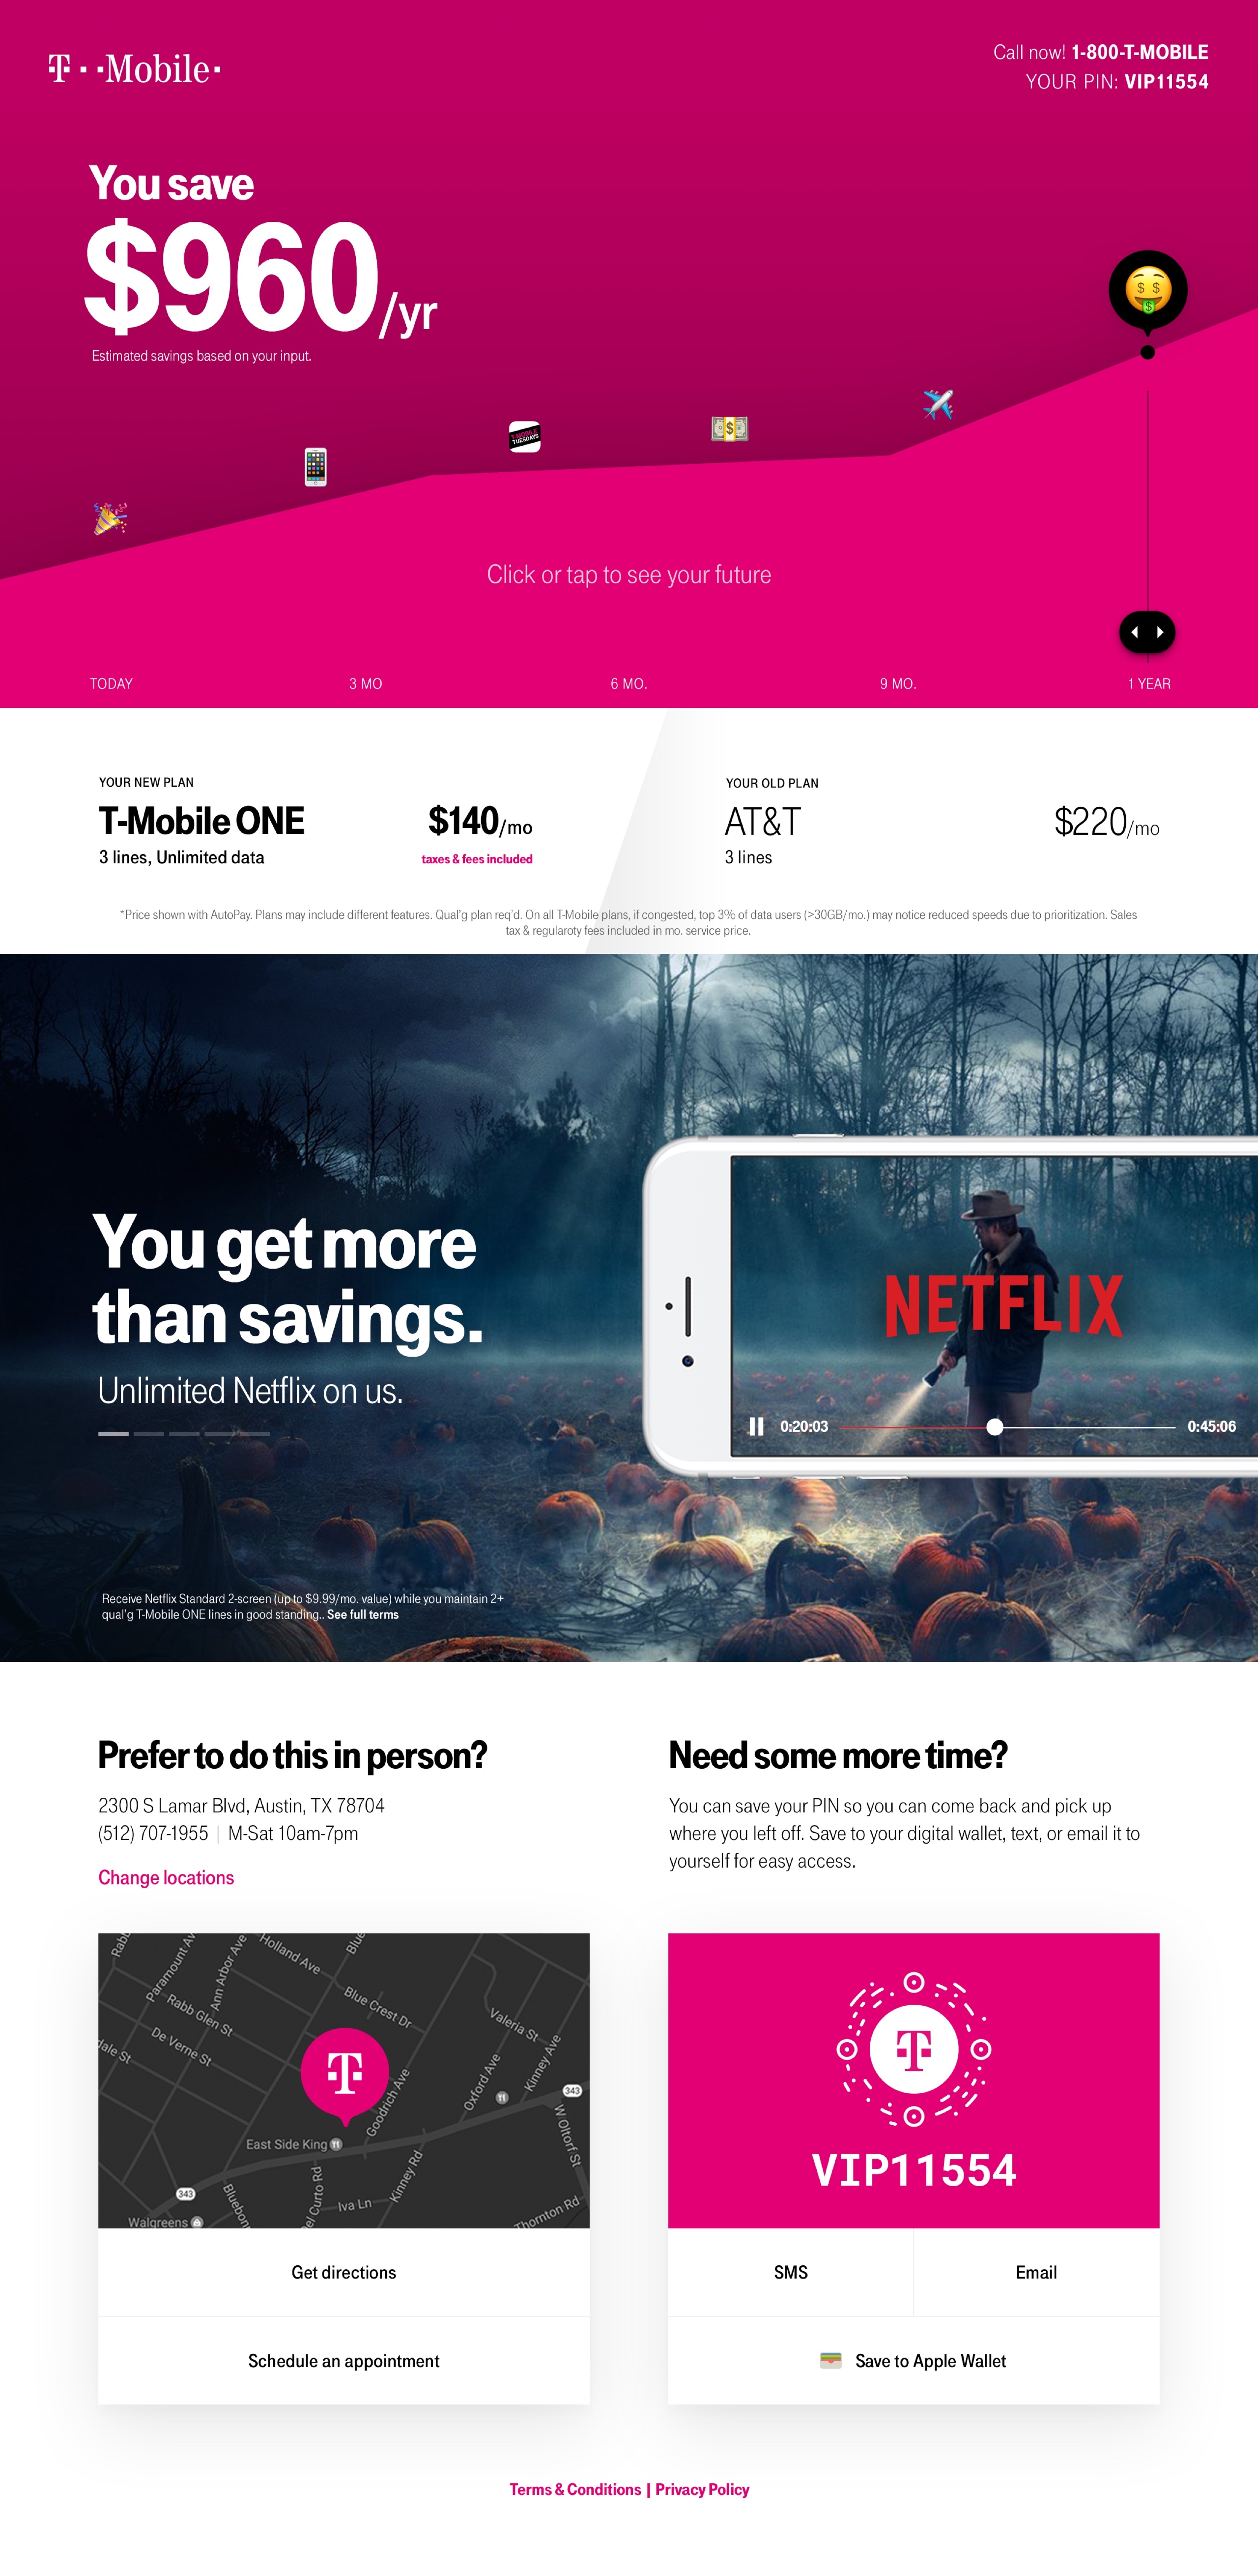 T · ·Mobile·
Call now! 1-800-T-MOBILE
YOUR PIN: VIP11554
You save
$960/yr
Estimated savings based on your input.
T-MOBILE
TUESDAYS
Click or tap to see your future
TODAY
3 MO
6 MO.
9 MO.
1 YEAR
YOUR NEW PLAN
T-Mobile ONE
$140/mo
3 lines, Unlimited data
taxes & fees included
YOUR OLD PLAN
AT&T
$220/mo
3 lines
*Price shown with AutoPay. Plans may include different features. Qual'g plan req'd. On all T-Mobile plans, if congested, top 3% of data users (>30GB/mo.) may notice reduced speeds due to prioritization. Sales
tax & regularoty fees included in mo. service price.
You get more
than savings.
Unlimited Netflix on us.
NETFLIX
0:20:03
0:45:06
Receive Netflix Standard 2-screen (up to $9.99/mo. value) while you maintain 2+
qual'g T-Mobile ONE lines in good standing.. See full terms
Prefer to do this in person?
2300 S Lamar Blvd, Austin, TX 78704
(512) 707-1955 | M-Sat 10am-7pm
Change locations
Need some more time?
You can save your PIN so you can come back and pick up
where you left off. Save to your digital wallet, text, or email it to
yourself for easy access.
Rabb
Paramount Av
Ann Arbor Ave
Holland Ave
Blue
Rabb Glen St
Blue Crest Dr
De Verne St
dale St
Valeria St
Kinney Ave
Oxford Ave
Goodrich Ave
T
343
W Oltorf St
East Side King
Kinney Rd
343
Bluebon
el Curto Rd
Iva Ln
Thornton Rd
Walgreens
Get directions
Schedule an appointment
T
VIP11554
SMS
Email
Save to Apple Wallet
Terms & Conditions | Privacy Policy